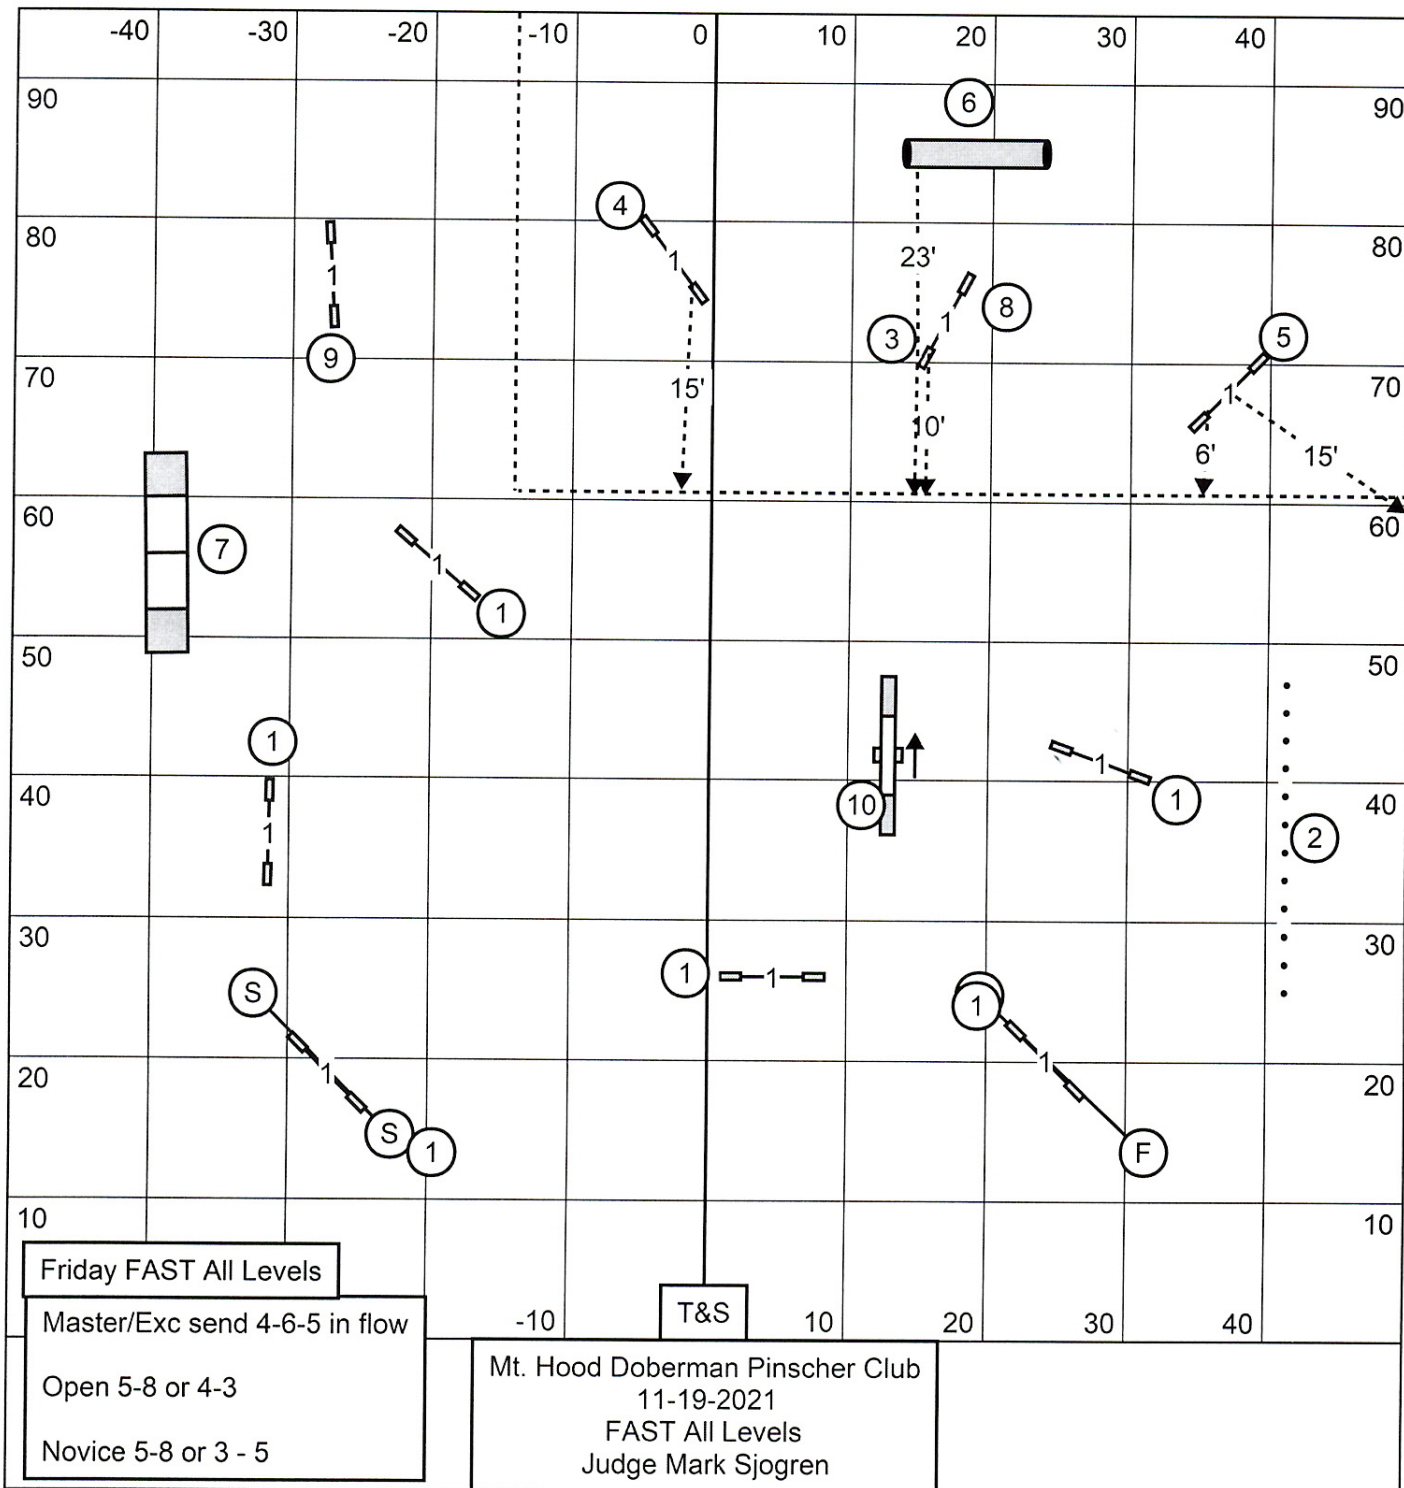 -40 -30 -20 -10 0 10 20 30 40
90 6 90
4
80 1 23' 80
1 3 1 8 5
9
70 15' 10' 1 70
6' 15'
60 60
7 1
1
50 50
1
40 10 1 1 40
1 2
30 30
1 1
S 1
20 1 1 20
S 1 F
10 10
Friday FAST All Levels
Master/Exc send 4-6-5 in flow
Open 5-8 or 4-3
Novice 5-8 or 3 - 5
-10 T&S 10 20 30 40
Mt. Hood Doberman Pinscher Club
11-19-2021
FAST All Levels
Judge Mark Sjogren